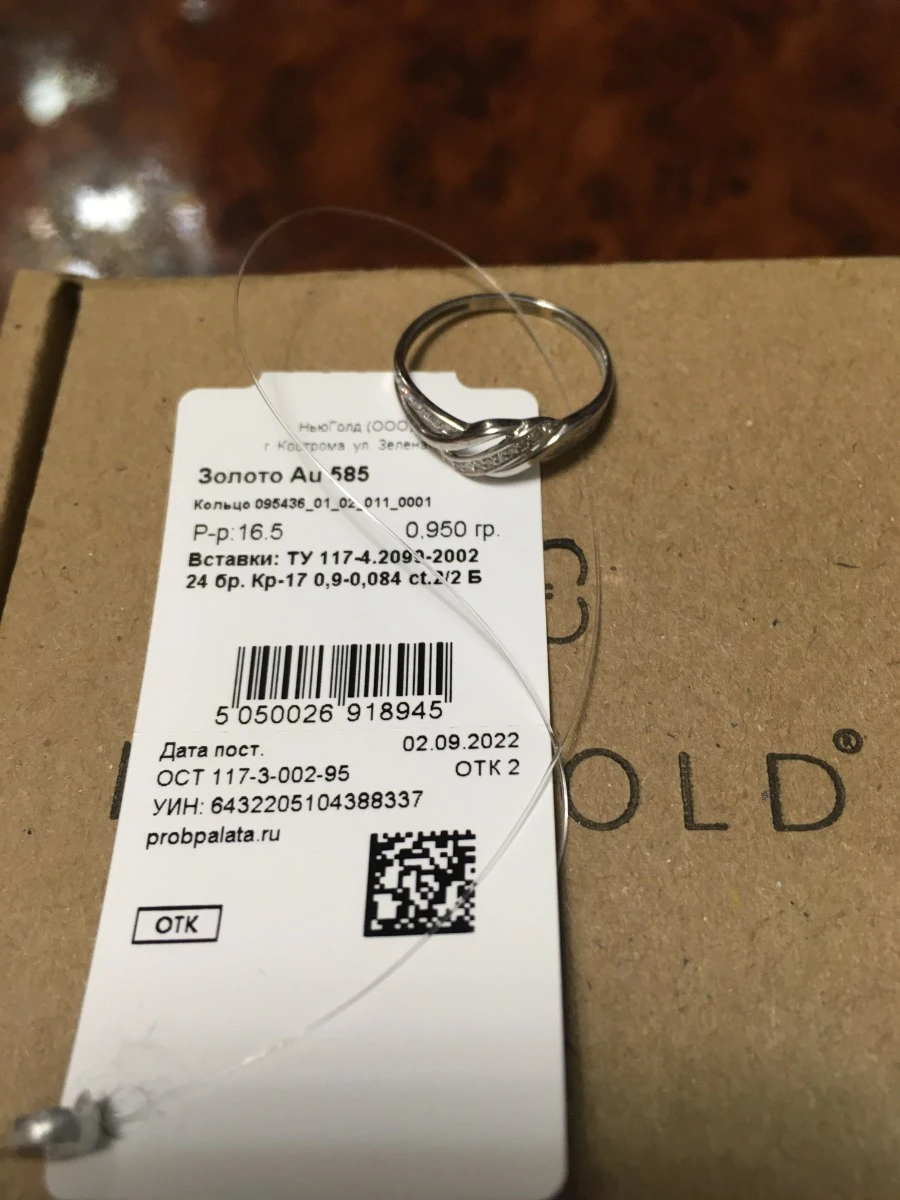 НьюГолд (ООО)
г Кострома ул
Золото Au 585
Кольцо 095436_01_02_011_0001
Р-р:16.5 0,950 гр.
Вставки: ТУ 117-4.2099-2002
24 бр. Кр-17 0,9-0,084 ct.2/2 Б
5 050026 918945
Дата пост. 02.09.2022
ОСТ 117-3-002-95 ОТК 2
УИН: 6432205104388337
probpalata.ru
ОТК
OLD®